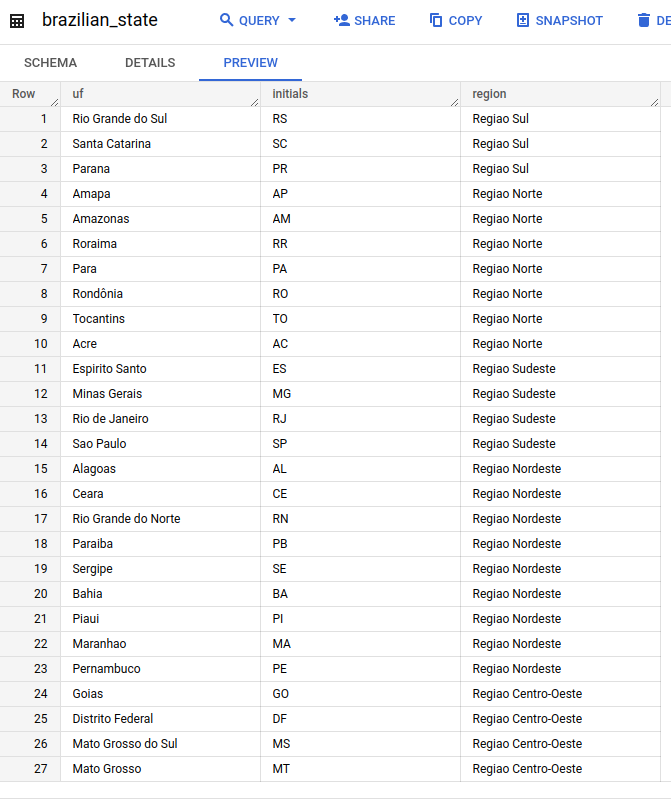 brazilian_state QUERY SHARE COPY SNAPSHOT DE
SCHEMA DETAILS PREVIEW
Row uf initials region
1 Rio Grande do Sul RS Regiao Sul
2 Santa Catarina SC Regiao Sul
3 Parana PR Regiao Sul
4 Amapa AP Regiao Norte
5 Amazonas AM Regiao Norte
6 Roraima RR Regiao Norte
7 Para PA Regiao Norte
8 Rondônia RO Regiao Norte
9 Tocantins TO Regiao Norte
10 Acre AC Regiao Norte
11 Espirito Santo ES Regiao Sudeste
12 Minas Gerais MG Regiao Sudeste
13 Rio de Janeiro RJ Regiao Sudeste
14 Sao Paulo SP Regiao Sudeste
15 Alagoas AL Regiao Nordeste
16 Ceara CE Regiao Nordeste
17 Rio Grande do Norte RN Regiao Nordeste
18 Paraiba PB Regiao Nordeste
19 Sergipe SE Regiao Nordeste
20 Bahia BA Regiao Nordeste
21 Piaui PI Regiao Nordeste
22 Maranhao MA Regiao Nordeste
23 Pernambuco PE Regiao Nordeste
24 Goias GO Regiao Centro-Oeste
25 Distrito Federal DF Regiao Centro-Oeste
26 Mato Grosso do Sul MS Regiao Centro-Oeste
27 Mato Grosso MT Regiao Centro-Oeste